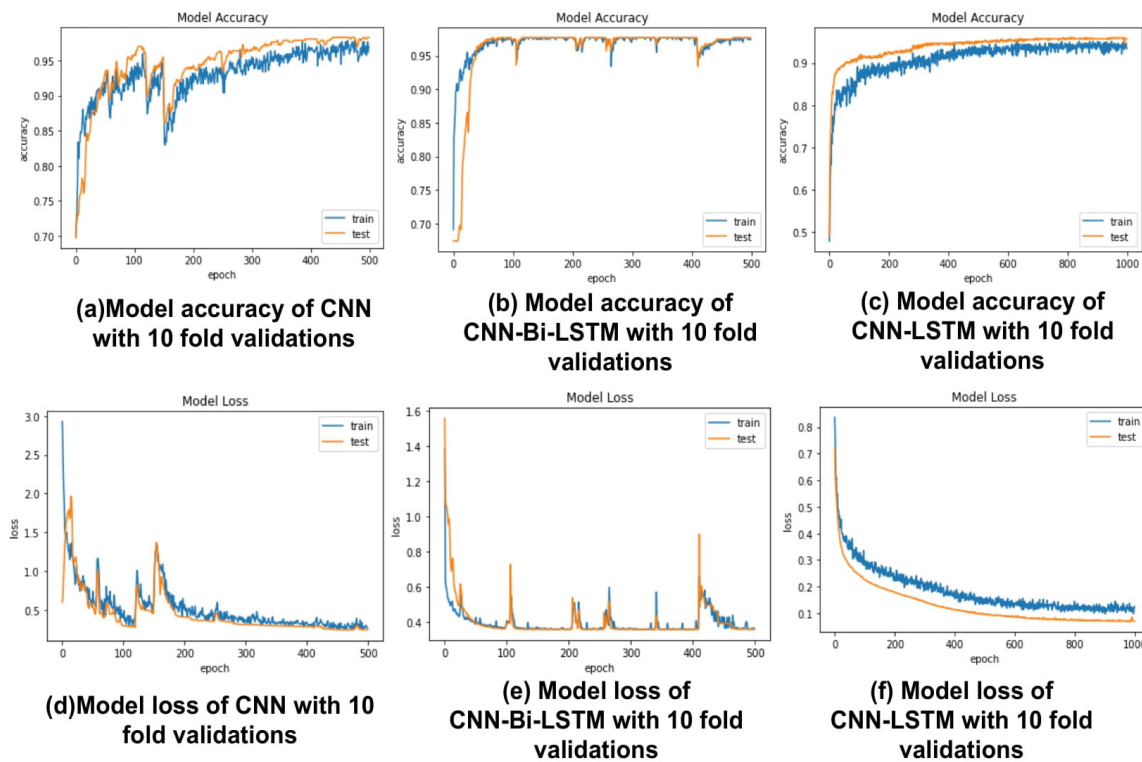 Model Accuracy
accuracy
0.95
0.90
0.85
0.80
0.75
0.70
0 100 200 300 400 500
epoch
train
test
(a)Model accuracy of CNN
with 10 fold validations
Model Accuracy
accuracy
0.95
0.90
0.85
0.80
0.75
0.70
0 100 200 300 400 500
epoch
train
test
(b) Model accuracy of
CNN-Bi-LSTM with 10 fold
validations
Model Accuracy
accuracy
0.9
0.8
0.7
0.6
0.5
0 200 400 600 800 1000
epoch
train
test
(c) Model accuracy of
CNN-LSTM with 10 fold
validations
Model Loss
loss
3.0
2.5
2.0
1.5
1.0
0.5
0 100 200 300 400 500
epoch
train
test
(d)Model loss of CNN with 10
fold validations
Model Loss
loss
1.6
1.4
1.2
1.0
0.8
0.6
0.4
0 100 200 300 400 500
epoch
train
test
(e) Model loss of
CNN-Bi-LSTM with 10 fold
validations
Model Loss
loss
0.8
0.7
0.6
0.5
0.4
0.3
0.2
0.1
0 200 400 600 800 1000
epoch
train
test
(f) Model loss of
CNN-LSTM with 10 fold
validations